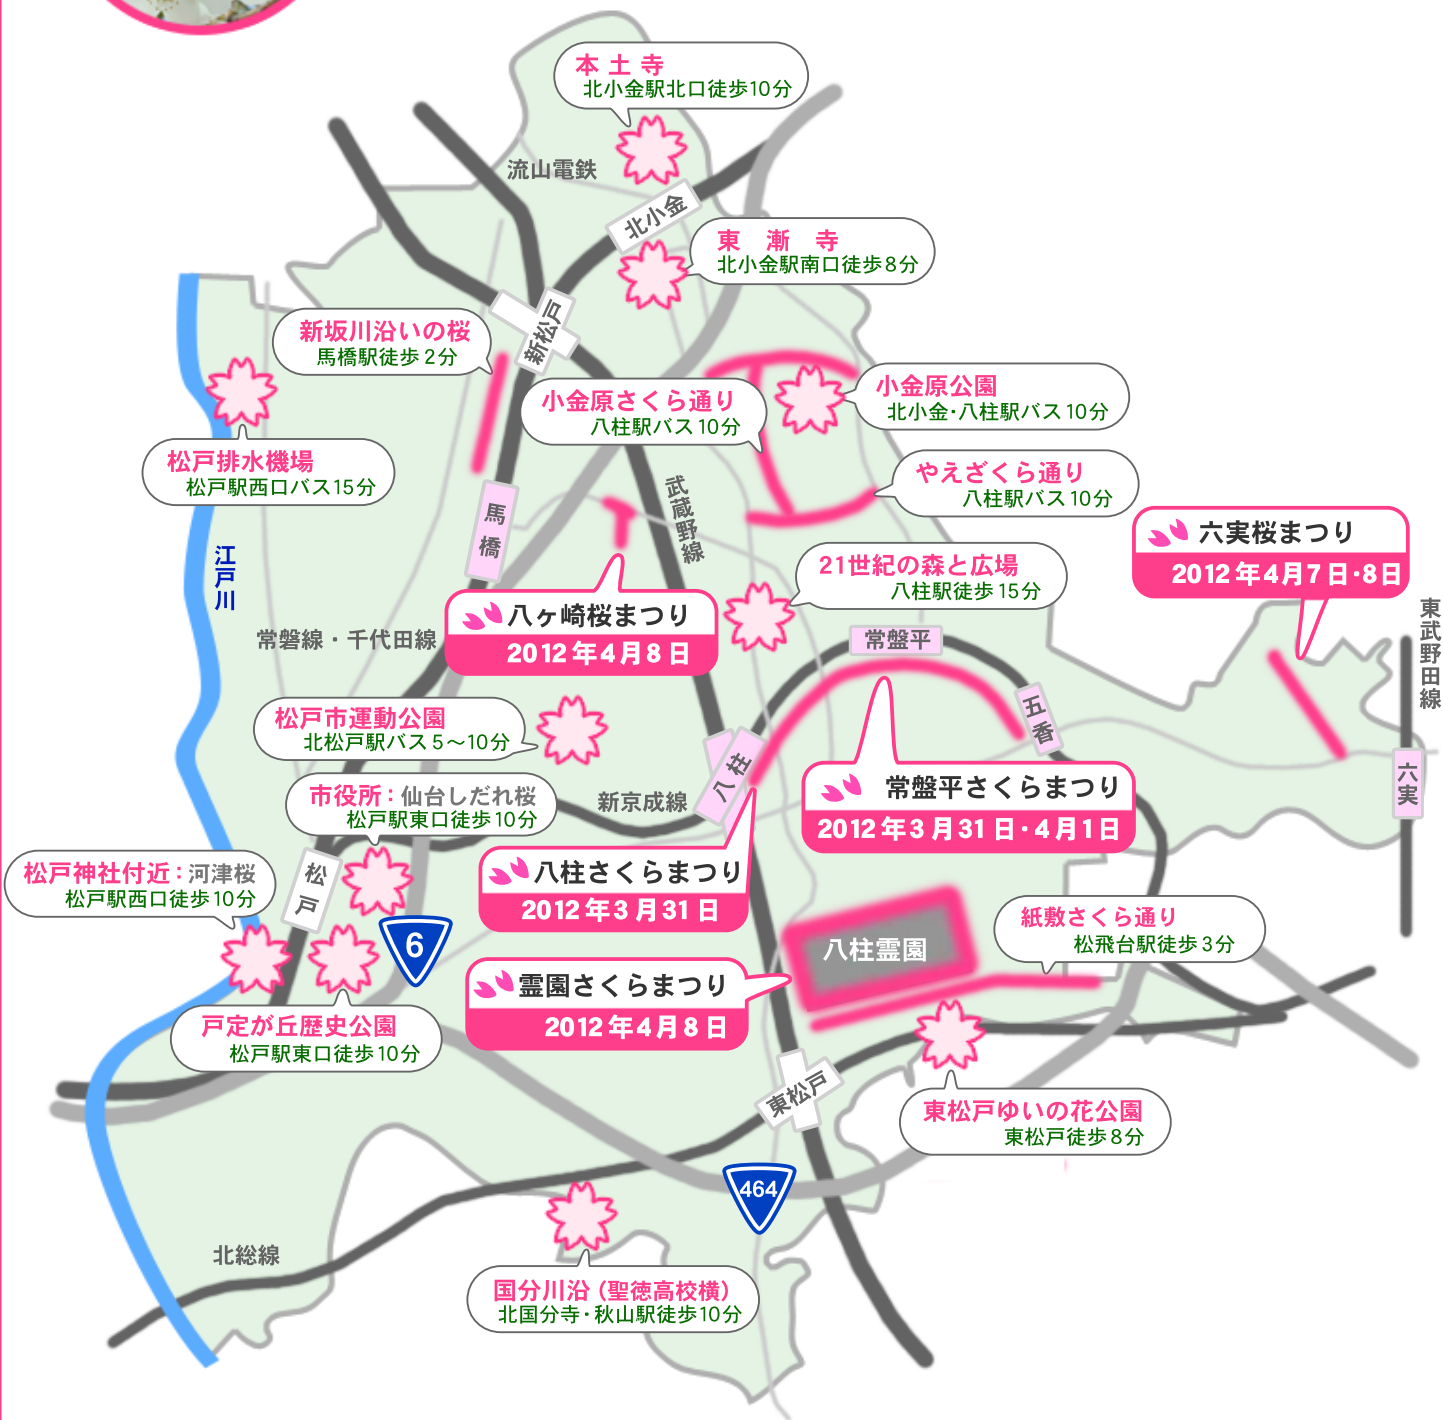 本土寺
北小金駅北口徒歩10分
流山電鉄
北小金
東漸寺
北小金駅南口徒歩8分
新松戸
新坂川沿いの桜
馬橋駅徒歩2分
小金原さくら通り
八柱駅バス10分
小金原公園
北小金・八柱駅バス10分
松戸排水機場
松戸駅西口バス15分
やえざくら通り
八柱駅バス10分
馬橋
武蔵野線
六実桜まつり
2012年4月7日・8日
江戸川
21世紀の森と広場
八柱駅徒歩15分
八ヶ崎桜まつり
2012年4月8日
常磐線・千代田線
常盤平
東武野田線
五香
松戸市運動公園
北松戸駅バス5〜10分
八柱
六実
常盤平さくらまつり
2012年3月31日・4月1日
市役所：仙台しだれ桜
松戸駅東口徒歩10分
新京成線
松戸神社付近：河津桜
松戸駅西口徒歩10分
松戸
八柱さくらまつり
2012年3月31日
6
八柱霊園
紙敷さくら通り
松飛台駅徒歩3分
霊園さくらまつり
2012年4月8日
戸定が丘歴史公園
松戸駅東口徒歩10分
東松戸
東松戸ゆいの花公園
東松戸徒歩8分
464
北総線
国分川沿（聖徳高校横）
北国分寺・秋山駅徒歩10分